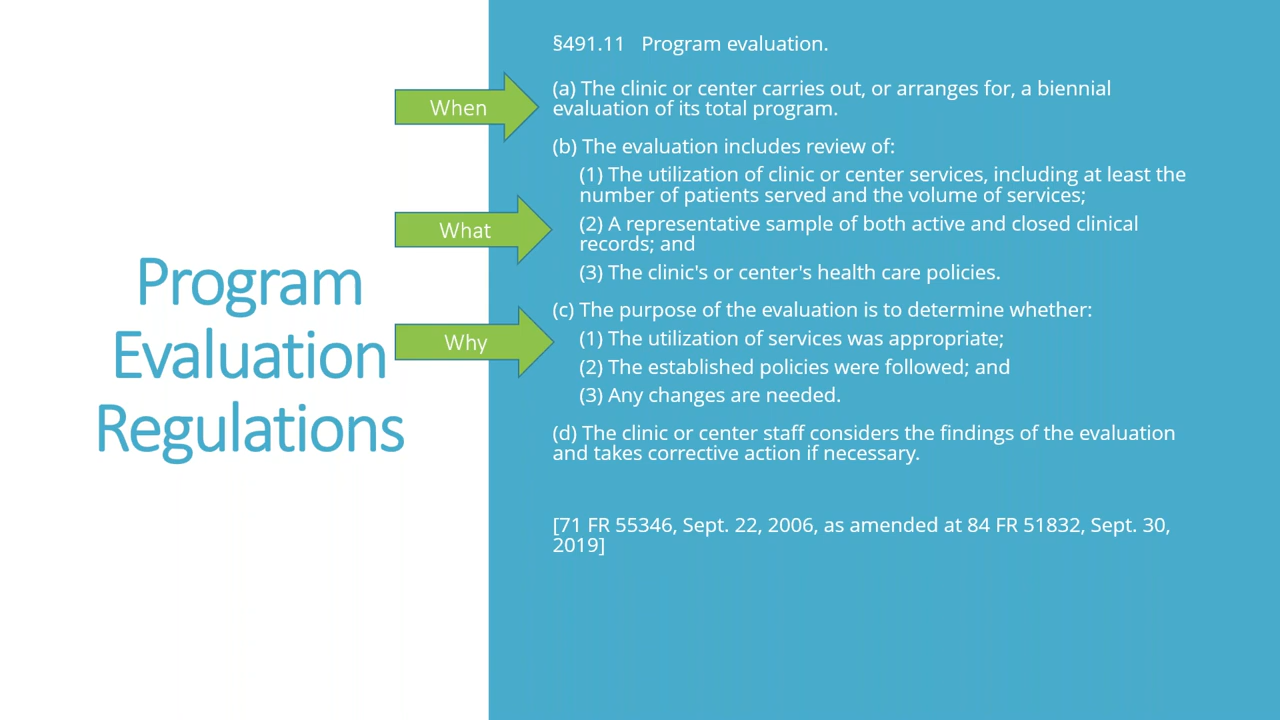 Program
Evaluation
Regulations
When
What
Why
§491.11 Program evaluation.
(a) The clinic or center carries out, or arranges for, a biennial
evaluation of its total program.
(b) The evaluation includes review of:
(1) The utilization of clinic or center services, including at least the
number of patients served and the volume of services;
(2) A representative sample of both active and closed clinical
records; and
(3) The clinic's or center's health care policies.
(c) The purpose of the evaluation is to determine whether:
(1) The utilization of services was appropriate;
(2) The established policies were followed; and
(3) Any changes are needed.
(d) The clinic or center staff considers the findings of the evaluation
and takes corrective action if necessary.
[71 FR 55346, Sept. 22, 2006, as amended at 84 FR 51832, Sept. 30,
2019]